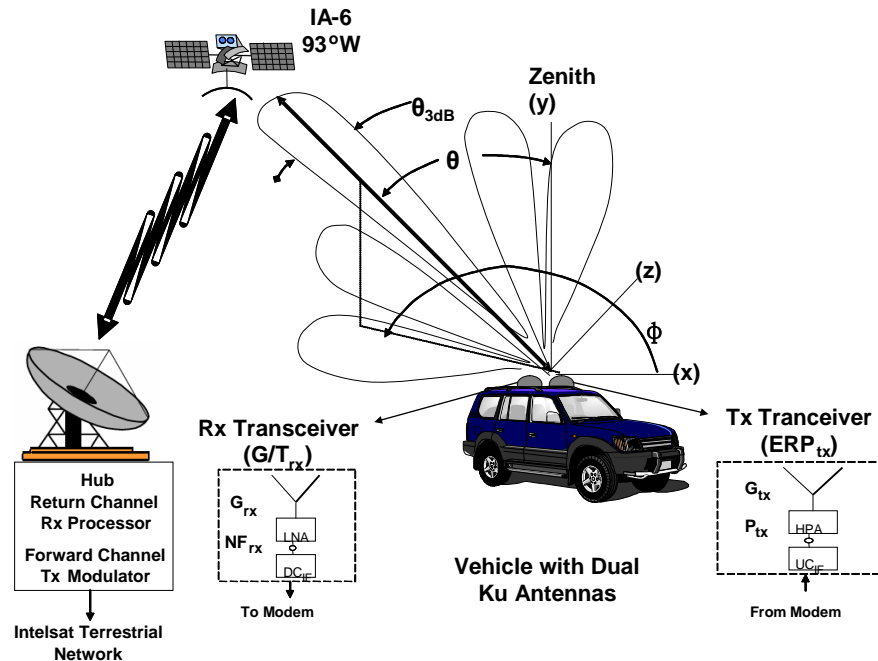 IA-6
93°W
Zenith
(y)
θ3dB
θ
(z)
Φ
(x)
Rx Transceiver
(G/Trx)
Grx
NFrx
LNA
DCIF
To Modem
Tx Tranceiver
(ERPtx)
Gtx
Ptx
HPA
UCIF
From Modem
Hub
Return Channel
Rx Processor
Forward Channel
Tx Modulator
Intelsat Terrestrial
Network
Vehicle with Dual
Ku Antennas